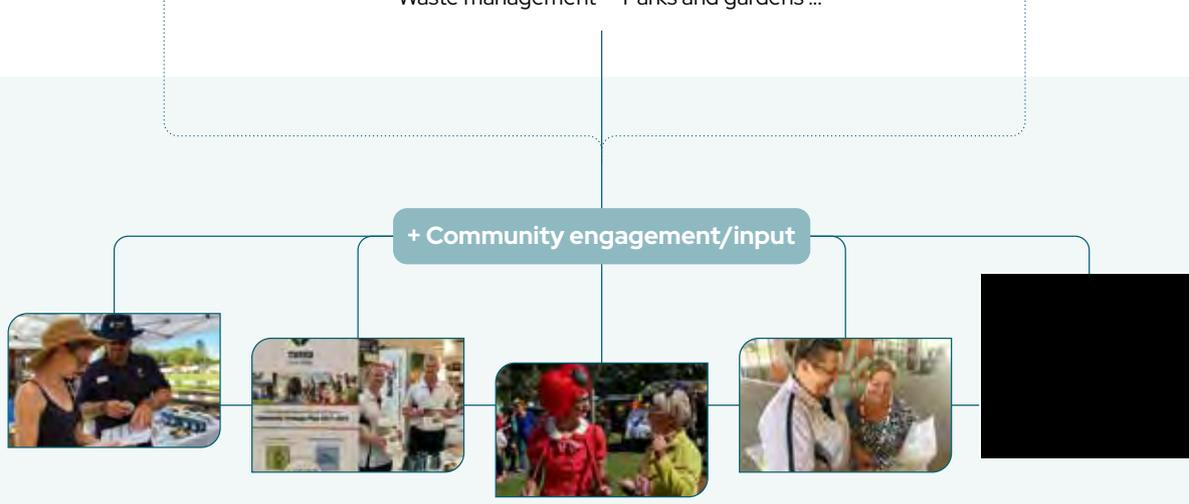 Waste management Parks and gardens ...
+ Community engagement/input